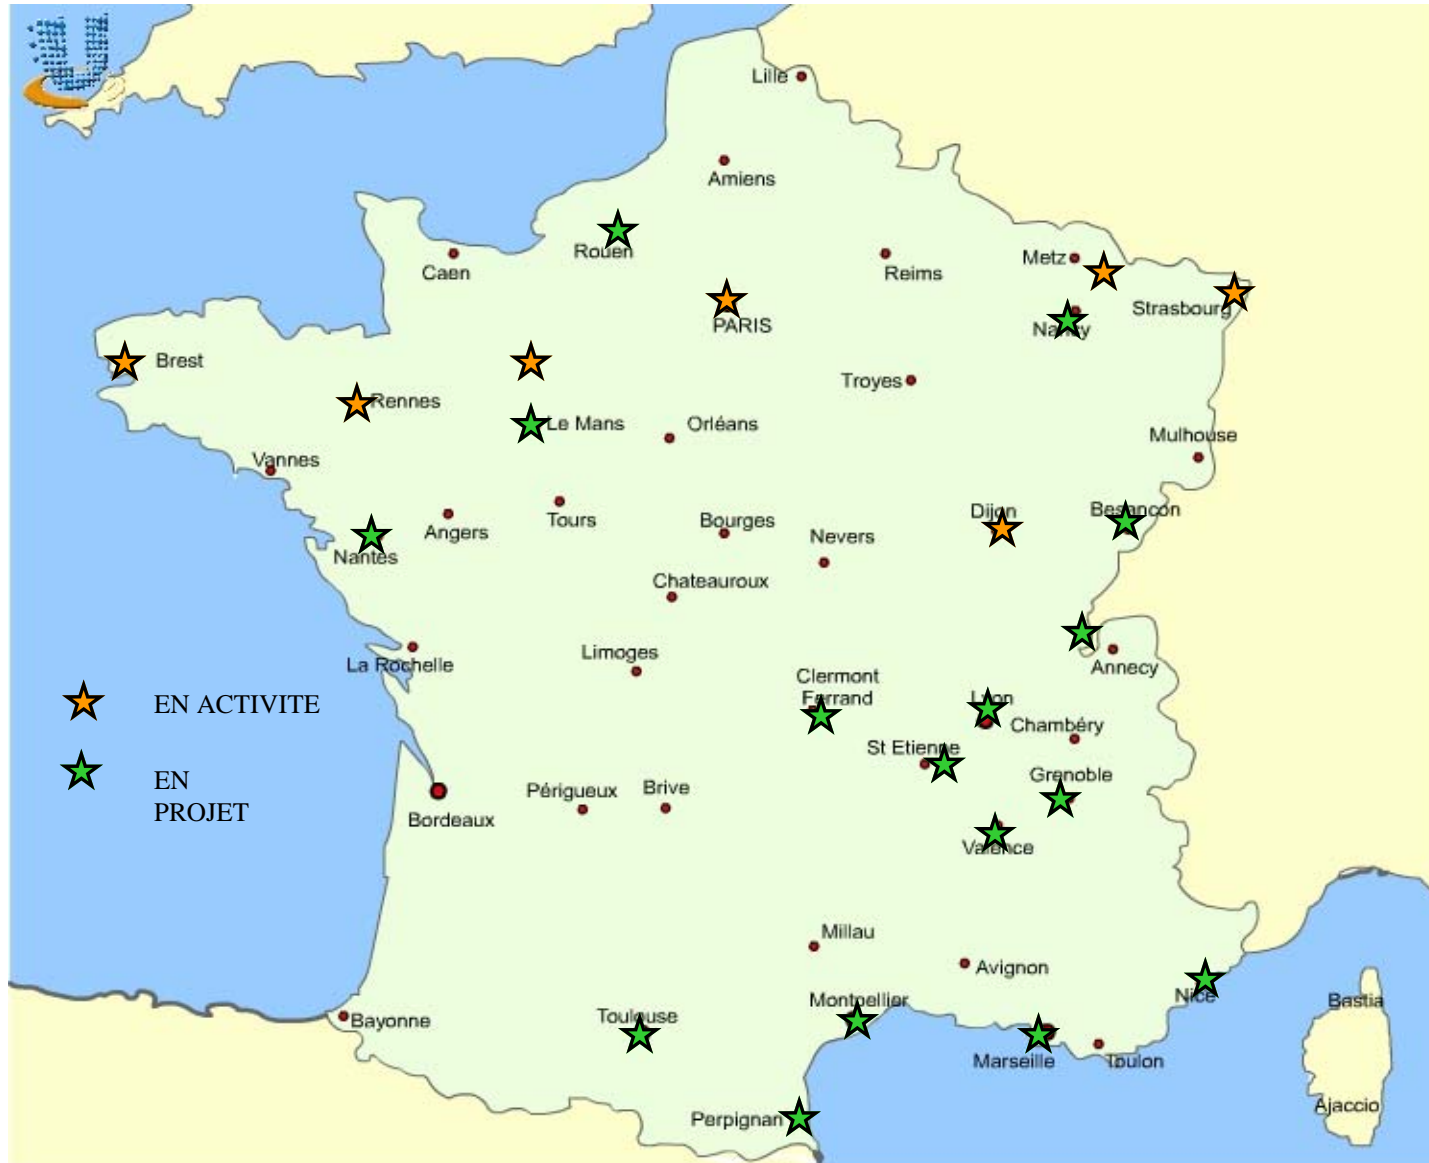 Lille
Amiens
Rouen
Caen
Reims
Metz
Strasbourg
PARIS
Nancy
Brest
Troyes
Rennes
Le Mans
Orléans
Mulhouse
Vannes
Dijon
Besancon
Angers
Tours
Bourges
Nevers
Nantes
Chateauroux
La Rochelle
Limoges
Annecy
Clermont
Ferrand
Lyon
EN ACTIVITE
Chambéry
St Etienne
Grenoble
EN
PROJET
Périgueux
Brive
Bordeaux
Valence
Millau
Avignon
Nice
Montpellier
Bastia
Bayonne
Toulouse
Marseille
Toulon
Ajaccio
Perpignan